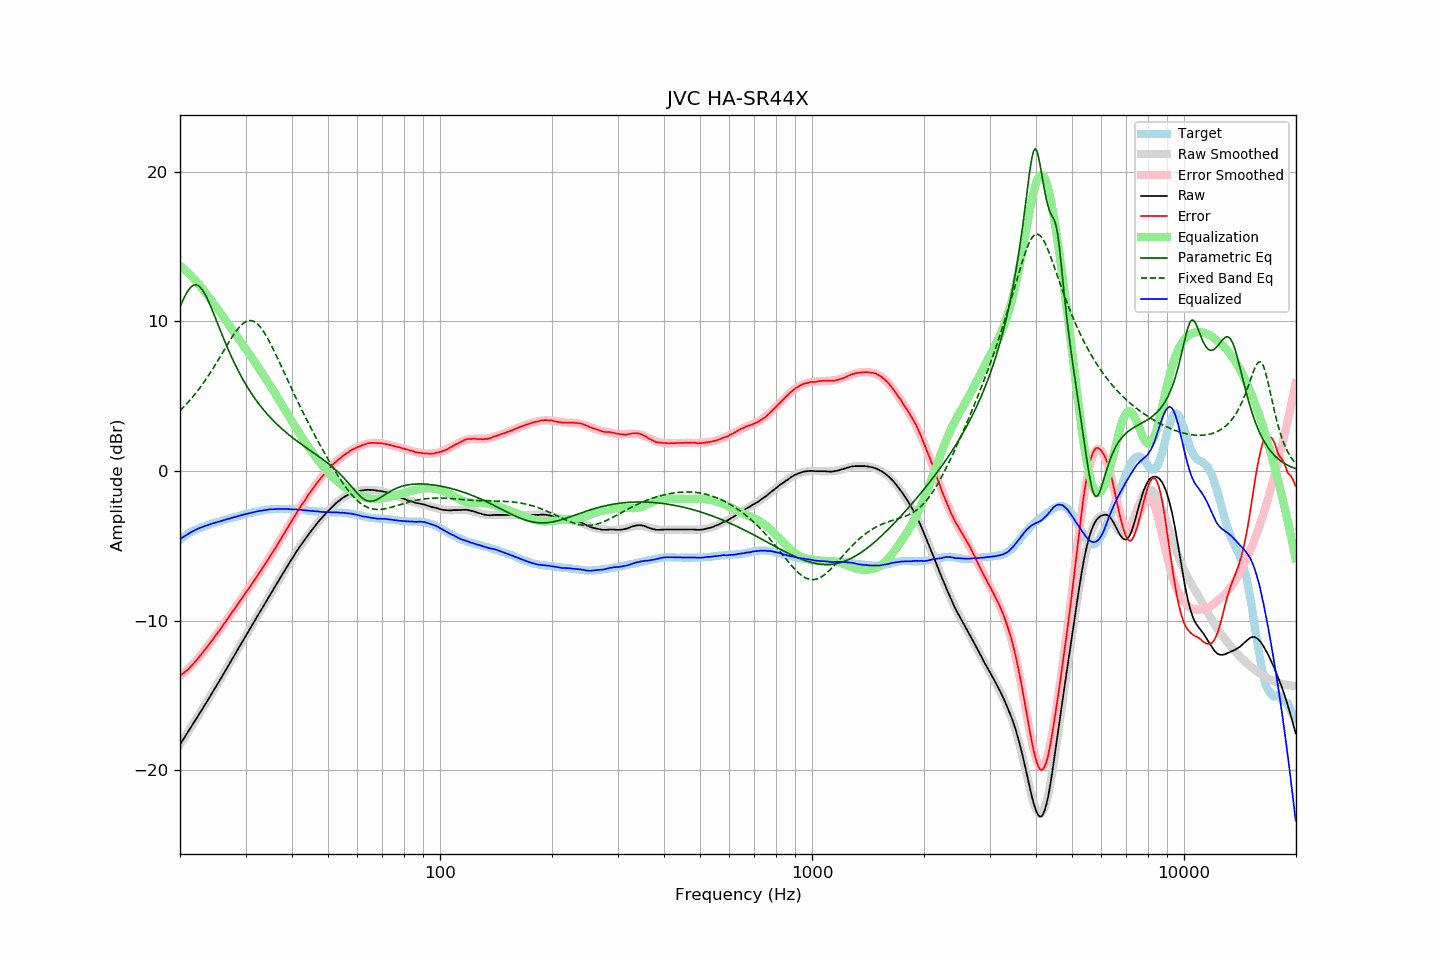 JVC HA-SR44X
Target
Raw Smoothed
Error Smoothed
Raw
Error
Equalization
Parametric Eq
Fixed Band Eq
Equalized
20
10
0
−10
−20
Amplitude (dBr)
100
1000
10000
Frequency (Hz)